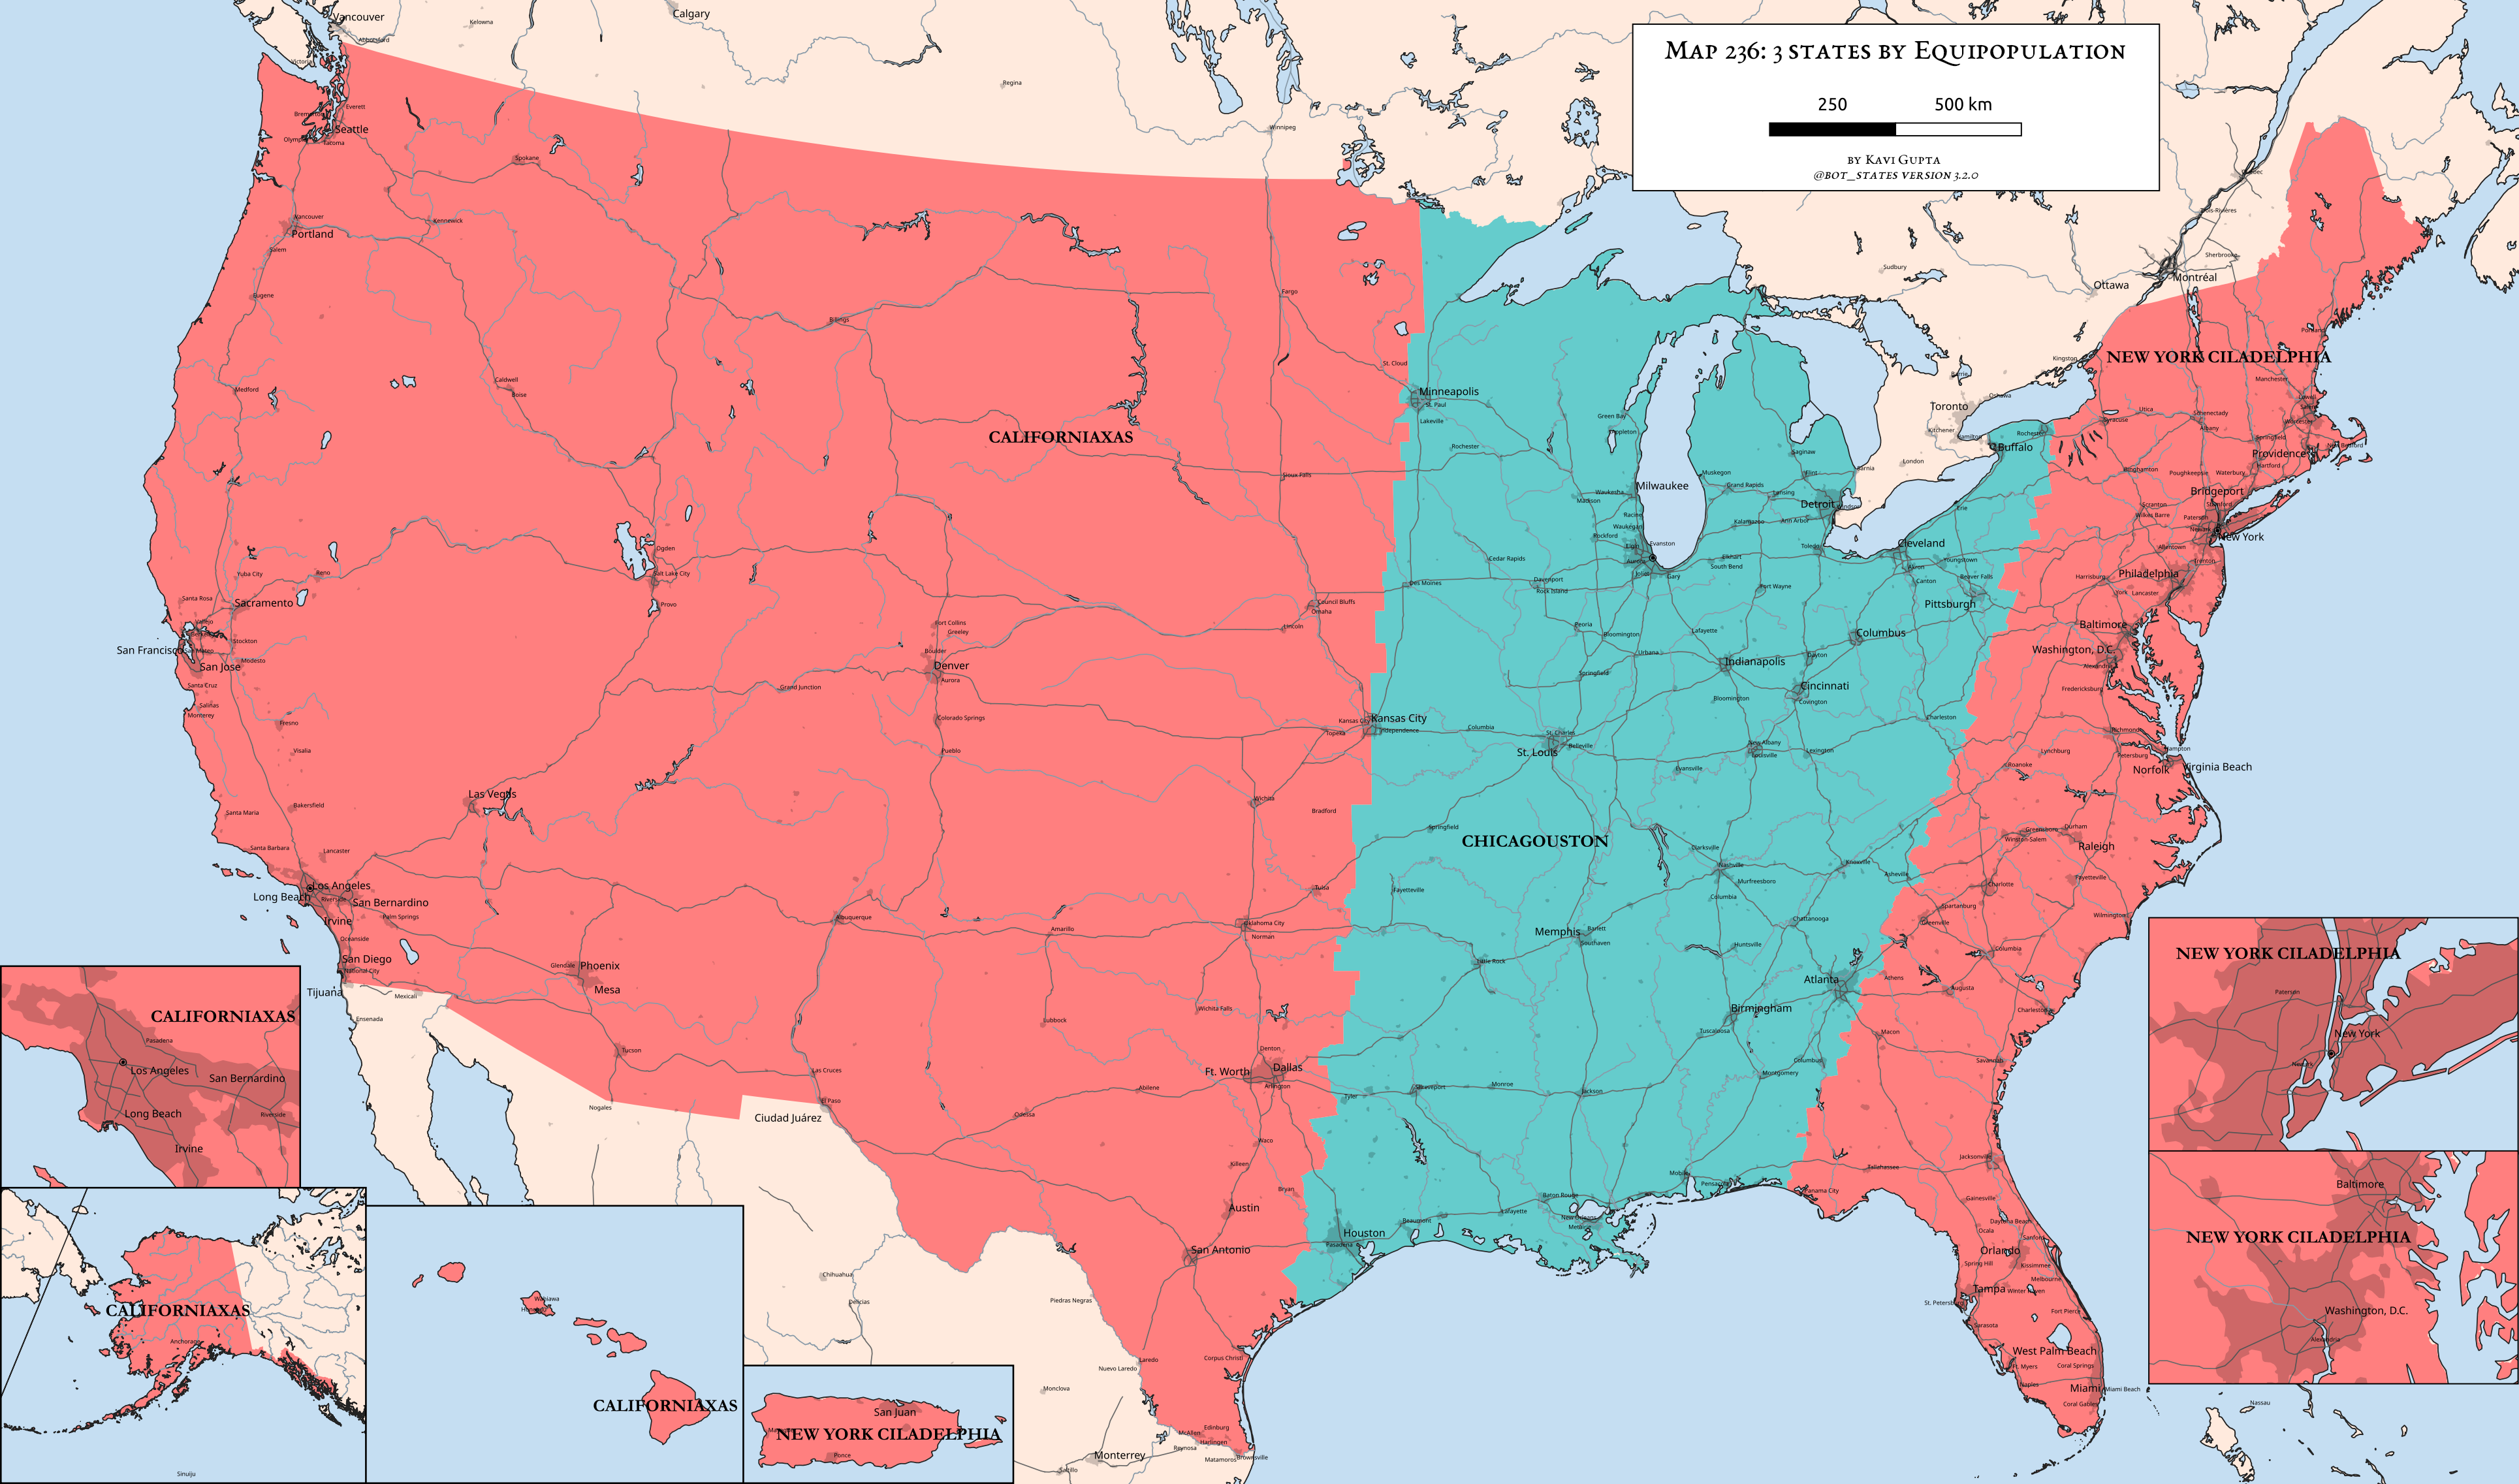 Map 236: 3 states by Equipopulation
250 500 km
by Kavi Gupta
@bot_states version 3.2.0
Vancouver
Abbotsford
Kelowna
Calgary
Victoria
Regina
Winnipeg
Everett
Seattle
Tacoma
Spokane
Vancouver
Portland
Salem
Kennewick
Eugene
Medford
Caldwell
Boise
Billings
Fargo
St. Cloud
Minneapolis
St. Paul
Lakeville
Rochester
Sioux Falls
CALIFORNIAXAS
Sudbury
Ottawa
Montréal
Sherbrooke
Trois-Rivières
Kingston
NEW YORK CILADELPHIA
Manchester
Barrie
Oshawa
Toronto
Kitchener
Hamilton
London
Sarnia
Buffalo
Rochester
Syracuse
Utica
Schenectady
Albany
Springfield
Providence
Hartford
Waterbury
Poughkeepsie
Binghamton
Bridgeport
Stamford
Scranton
Wilkes Barre
Paterson
New York
Allentown
Trenton
Philadelphia
Harrisburg
York
Lancaster
Baltimore
Washington, D.C.
Alexandria
Fredericksburg
Green Bay
Appleton
Milwaukee
Waukesha
Madison
Racine
Waukegan
Rockford
Elgin
Evanston
Aurora
Joliet
Gary
Muskegon
Grand Rapids
Lansing
Saginaw
Flint
Detroit
Windsor
Ann Arbor
Kalamazoo
Toledo
Elkhart
South Bend
Fort Wayne
Erie
Cleveland
Akron
Canton
Youngstown
Beaver Falls
Pittsburgh
Cedar Rapids
Davenport
Rock Island
Des Moines
Council Bluffs
Omaha
Lincoln
Peoria
Bloomington
Urbana
Lafayette
Springfield
Indianapolis
Bloomington
Dayton
Columbus
Cincinnati
Covington
Charleston
Ogden
Salt Lake City
Provo
Reno
Yuba City
Santa Rosa
Sacramento
Vallejo
Stockton
San Francisco
San Mateo
San Jose
Modesto
Santa Cruz
Salinas
Monterey
Fresno
Visalia
Bakersfield
Santa Maria
Santa Barbara
Lancaster
Fort Collins
Greeley
Boulder
Denver
Aurora
Colorado Springs
Pueblo
Grand Junction
Las Vegas
Kansas City
Kansas City
Independence
Topeka
Columbia
St. Charles
St. Louis
Belleville
New Albany
Louisville
Lexington
Evansville
Wichita
Bradford
Springfield
CHICAGOUSTON
Lynchburg
Roanoke
Richmond
Petersburg
Hampton
Norfolk
Virginia Beach
Greensboro
Durham
Winston-Salem
Raleigh
Fayetteville
Charlotte
Wilmington
Clarksville
Nashville
Murfreesboro
Columbia
Knoxville
Asheville
Spartanburg
Greenville
Columbia
Chattanooga
Huntsville
Memphis
Barlett
Southaven
Little Rock
Fayetteville
Tulsa
Oklahoma City
Norman
Amarillo
Albuquerque
Los Angeles
Long Beach
Riverside
San Bernardino
Palm Springs
Irvine
Oceanside
San Diego
National City
Tijuana
Mexicali
Ensenada
Glendale
Phoenix
Mesa
Tucson
Nogales
Las Cruces
El Paso
Ciudad Juárez
Lubbock
Wichita Falls
Denton
Ft. Worth
Dallas
Arlington
Abilene
Odessa
Tyler
Shreveport
Monroe
Jackson
Tuscaloosa
Birmingham
Montgomery
Columbus
Atlanta
Athens
Augusta
Macon
Charleston
Savannah
Waco
Killeen
Bryan
Austin
San Antonio
Houston
Pasadena
Beaumont
Lafayette
Baton Rouge
New Orleans
Metairie
Mobile
Pensacola
Panama City
Tallahassee
Jacksonville
Gainesville
Daytona Beach
Ocala
Sanford
Orlando
Kissimmee
Spring Hill
Melbourne
Tampa
Winter Haven
St. Petersburg
Fort Pierce
Sarasota
West Palm Beach
Ft. Myers
Coral Springs
Naples
Miami
Miami Beach
Coral Gables
Nassau
Chihuahua
Delicias
Piedras Negras
Nuevo Laredo
Laredo
Corpus Christi
Monclova
Edinburg
McAllen
Harlingen
Reynosa
Matamoros
Brownsville
Monterrey
Saltillo
CALIFORNIAXAS
Pasadena
Los Angeles
San Bernardino
Long Beach
Riverside
Irvine
CALIFORNIAXAS
Anchorage
Sinuiju
Wahiawa
CALIFORNIAXAS
San Juan
NEW YORK CILADELPHIA
Ponce
NEW YORK CILADELPHIA
Paterson
New York
Newark
Baltimore
NEW YORK CILADELPHIA
Washington, D.C.
Alexandria